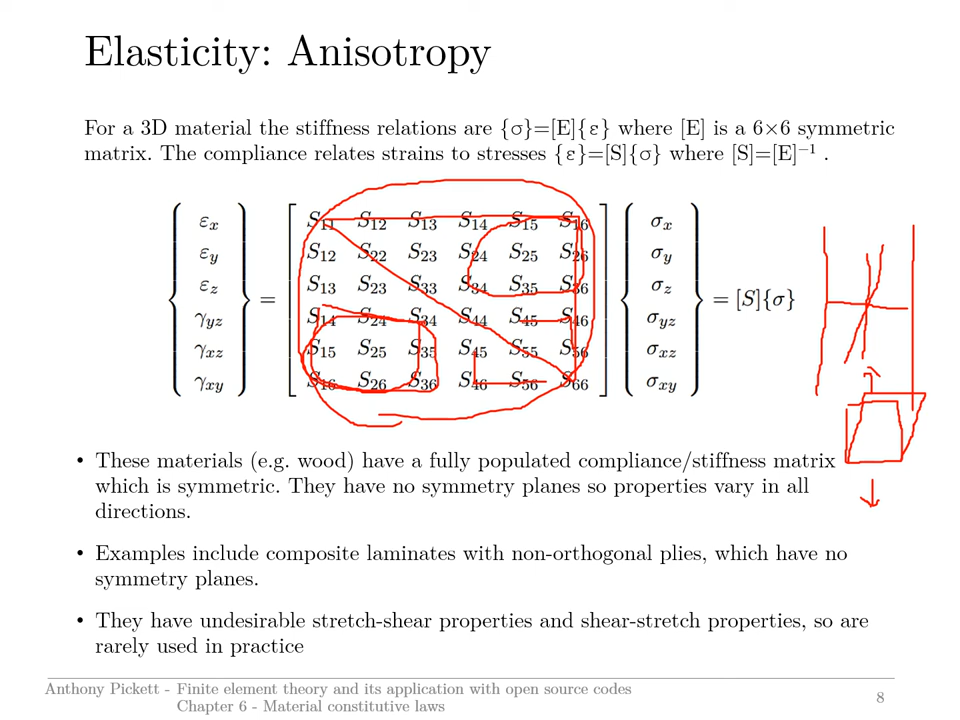 Elasticity: Anisotropy
For a 3D material the stiffness relations are {σ}=[E]{ε} where [E] is a 6×6 symmetric
matrix. The compliance relates strains to stresses {ε}=[S]{σ} where [S]=[E]⁻¹ .
εx S11 S12 S13 S14 S15 S16 σx
εy S12 S22 S23 S24 S25 S26 σy
εz S13 S23 S33 S34 S35 S36 σz
= = [S]{σ}
γyz S14 S24 S34 S44 S45 S46 σyz
γxz S15 S25 S35 S45 S55 S56 σxz
γxy S16 S26 S36 S46 S56 S66 σxy
• These materials (e.g. wood) have a fully populated compliance/stiffness matrix
which is symmetric. They have no symmetry planes so properties vary in all
directions.
• Examples include composite laminates with non-orthogonal plies, which have no
symmetry planes.
• They have undesirable stretch-shear properties and shear-stretch properties, so are
rarely used in practice
Anthony Pickett - Finite element theory and its application with open source codes
Chapter 6 - Material constitutive laws
8